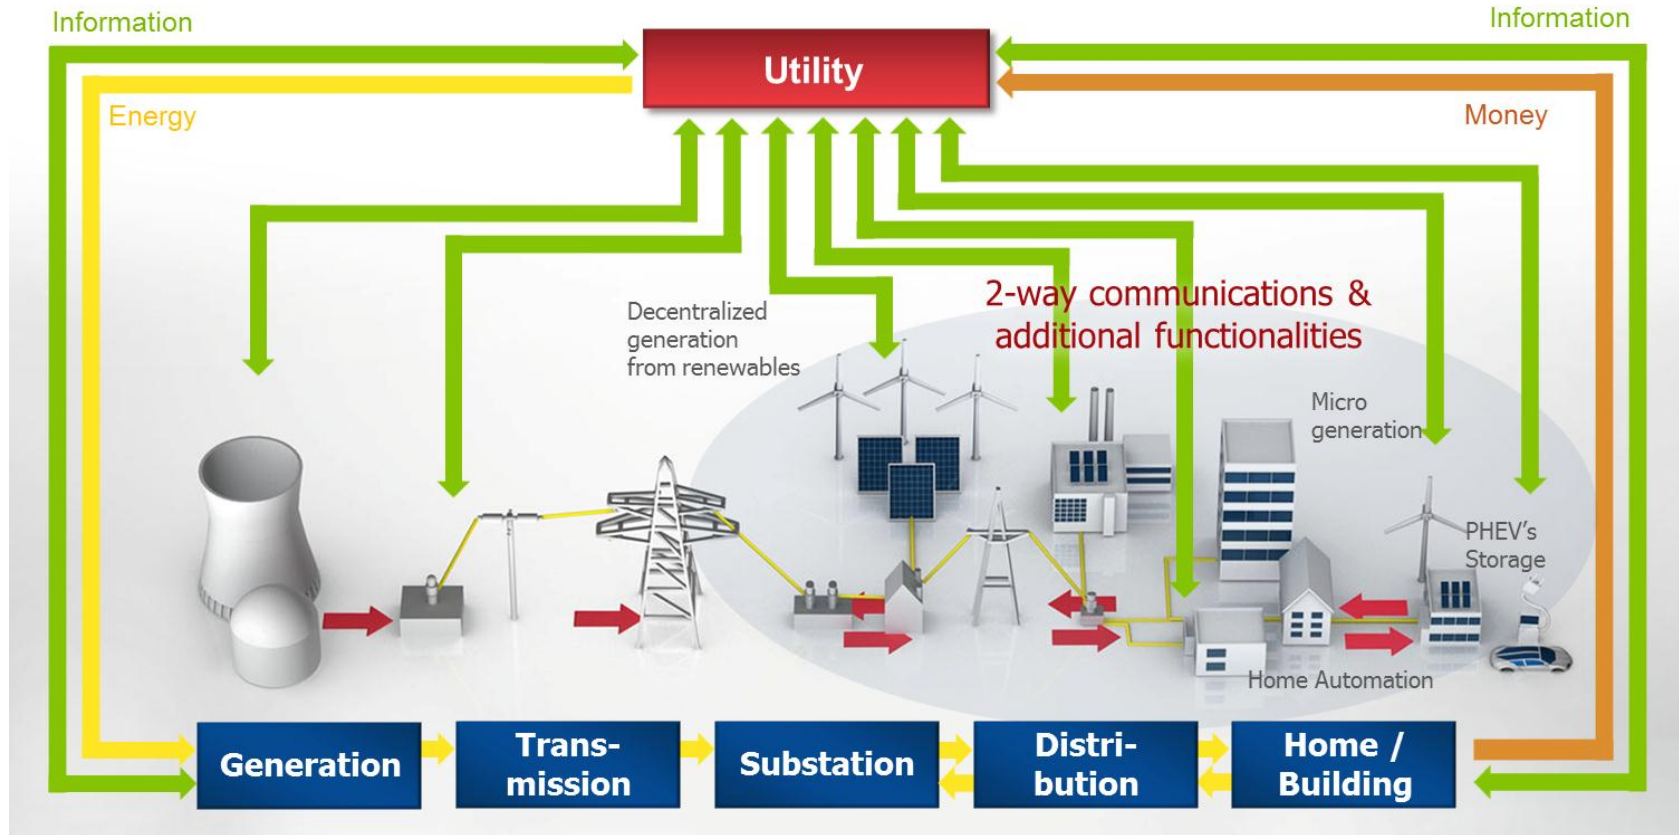 Information
Information
Utility
Energy
Money
2-way communications &
additional functionalities
Decentralized
generation
from renewables
Micro
generation
PHEV's
Storage
Home Automation
Generation
Trans-
mission
Substation
Distri-
bution
Home /
Building